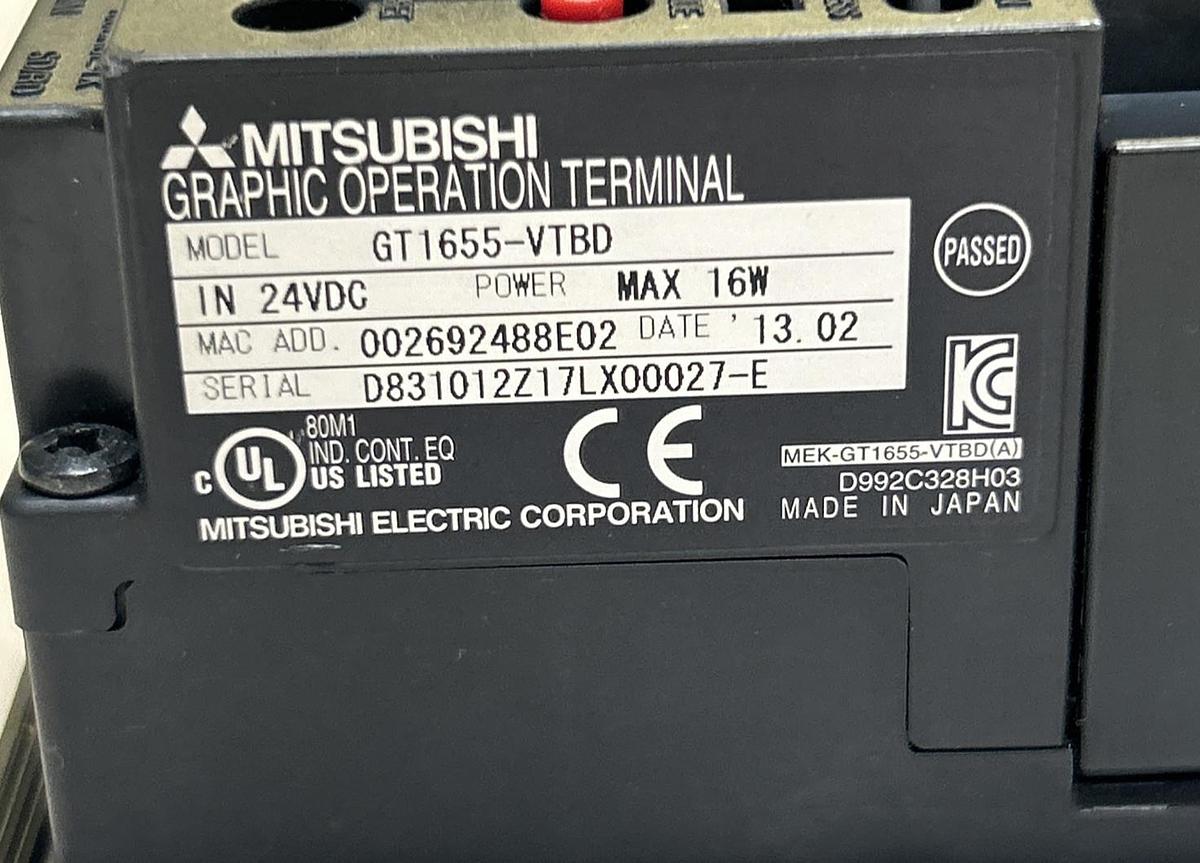 MITSUBISHI
GRAPHIC OPERATION TERMINAL
MODEL GT1655-VTBD
IN 24VDC POWER MAX 16W
MAC ADD. 002692488E02 DATE '13.02
SERIAL D831012Z17LX00027-E
PASSED
KC
80M1
IND. CONT. EQ
C UL US LISTED
CE
MEK-GT1655-VTBD(A)
D992C328H03
MITSUBISHI ELECTRIC CORPORATION
MADE IN JAPAN